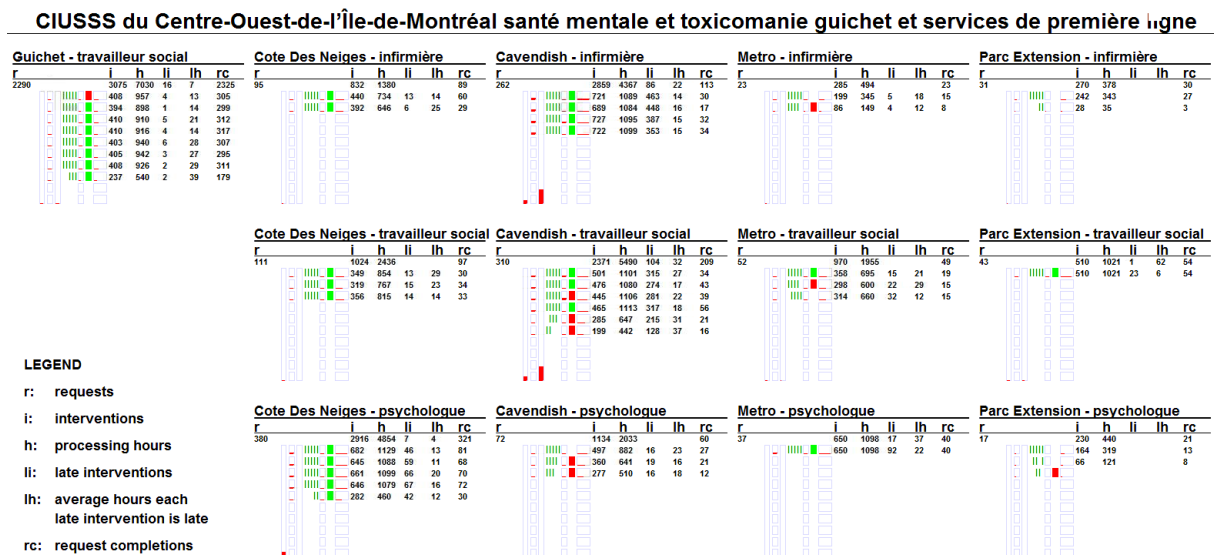 CIUSSS du Centre-Ouest-de-l'Île-de-Montréal santé mentale et toxicomanie guichet et services de première ligne
Guichet - travailleur social
r i h li lh rc
2290 3075 7030 16 7 2325
408 957 4 13 305
394 898 1 14 299
410 910 5 21 312
410 916 4 14 317
403 940 6 28 307
405 942 3 27 295
408 926 2 29 311
237 540 2 39 179
Cote Des Neiges - infirmière
r i h li lh rc
95 832 1380 89
440 734 13 14 60
392 646 6 25 29
Cavendish - infirmière
r i h li lh rc
262 2859 4367 86 22 113
721 1089 463 14 30
689 1084 448 16 17
727 1095 387 15 32
722 1099 353 15 34
Metro - infirmière
r i h li lh rc
23 285 494 23
199 345 5 18 15
86 149 4 12 8
Parc Extension - infirmière
r i h li lh rc
31 270 378 30
242 343 27
28 35 3
Cote Des Neiges - travailleur social
r i h li lh rc
111 1024 2436 97
349 854 13 29 30
319 767 15 23 34
356 815 14 14 33
Cavendish - travailleur social
r i h li lh rc
310 2371 5490 104 32 209
501 1101 315 27 34
476 1080 274 17 43
445 1106 281 22 39
465 1113 317 18 56
285 647 215 31 21
199 442 128 37 16
Metro - travailleur social
r i h li lh rc
52 970 1955 49
358 695 15 21 19
298 600 22 29 15
314 660 32 12 15
Parc Extension - travailleur social
r i h li lh rc
43 510 1021 1 62 54
510 1021 23 6 54
LEGEND
r: requests
i: interventions
h: processing hours
li: late interventions
lh: average hours each
late intervention is late
rc: request completions
Cote Des Neiges - psychologue
r i h li lh rc
380 2916 4854 7 4 321
682 1129 46 13 81
645 1088 59 11 68
661 1099 66 20 70
646 1079 67 16 72
282 460 42 12 30
Cavendish - psychologue
r i h li lh rc
72 1134 2033 60
497 882 16 23 27
360 641 19 16 21
277 510 16 18 12
Metro - psychologue
r i h li lh rc
37 650 1098 17 37 40
650 1098 92 22 40
Parc Extension - psychologue
r i h li lh rc
17 230 440 21
164 319 13
66 121 8